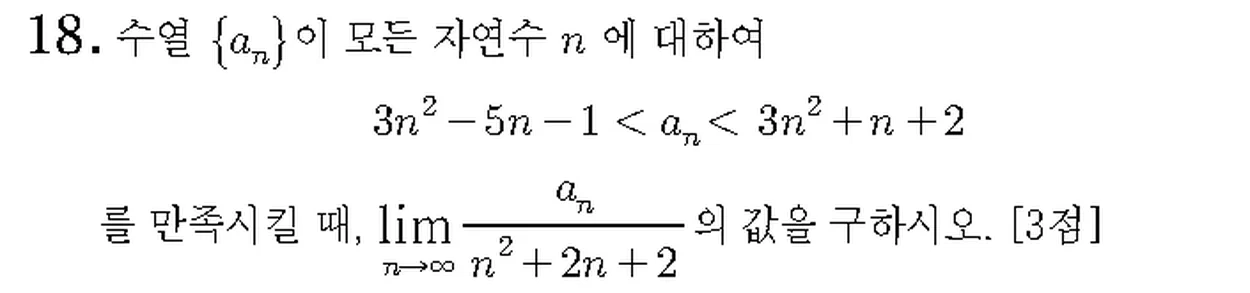 18. 수열 {aₙ}이 모든 자연수 n 에 대하여
3n² − 5n − 1 < aₙ < 3n² + n + 2
를 만족시킬 때, lim_{n→∞} aₙ / (n² + 2n + 2) 의 값을 구하시오. [3점]